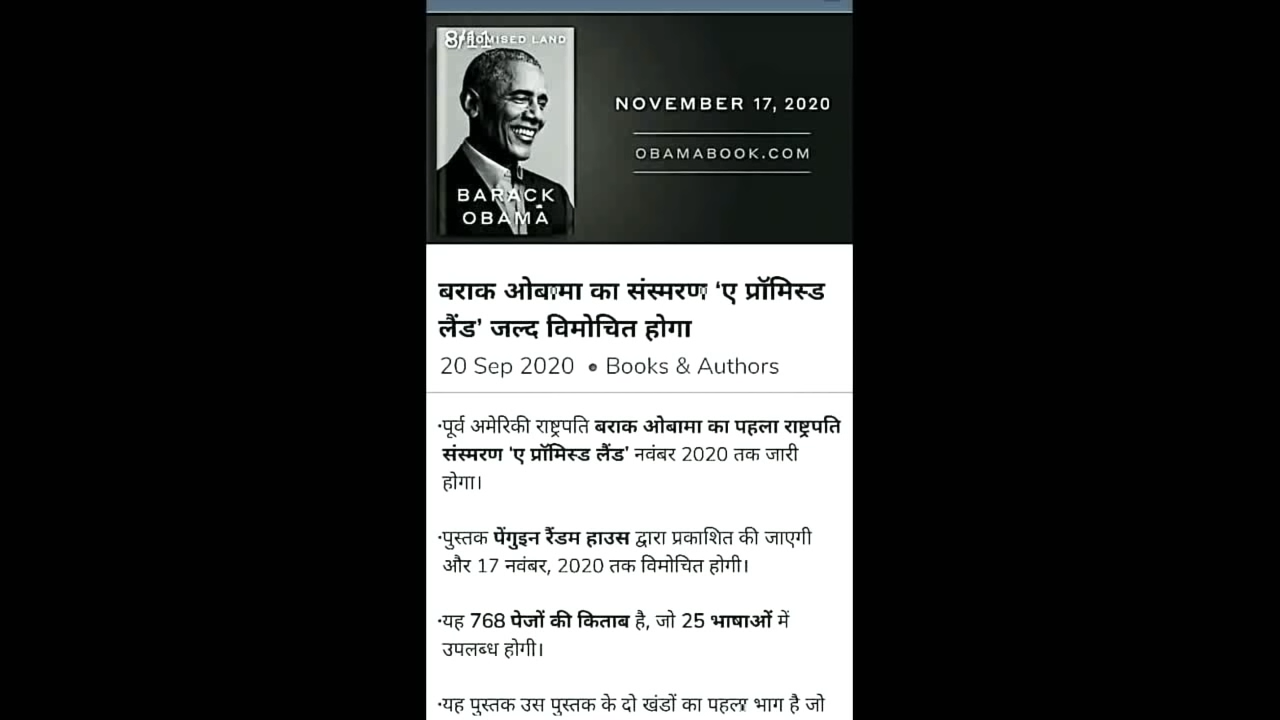 8/11
PROMISED LAND
NOVEMBER 17, 2020
OBAMABOOK.COM
BARACK
OBAMA
बराक ओबामा का संस्मरण ‘ए प्रॉमिस्ड
लैंड’ जल्द विमोचित होगा
20 Sep 2020 • Books & Authors
·पूर्व अमेरिकी राष्ट्रपति बराक ओबामा का पहला राष्ट्रपति
संस्मरण 'ए प्रॉमिस्ड लैंड' नवंबर 2020 तक जारी
होगा।
·पुस्तक पेंगुइन रैंडम हाउस द्वारा प्रकाशित की जाएगी
और 17 नवंबर, 2020 तक विमोचित होगी।
·यह 768 पेजों की किताब है, जो 25 भाषाओं में
उपलब्ध होगी।
·यह पुस्तक उस पुस्तक के दो खंडों का पहला भाग है जो